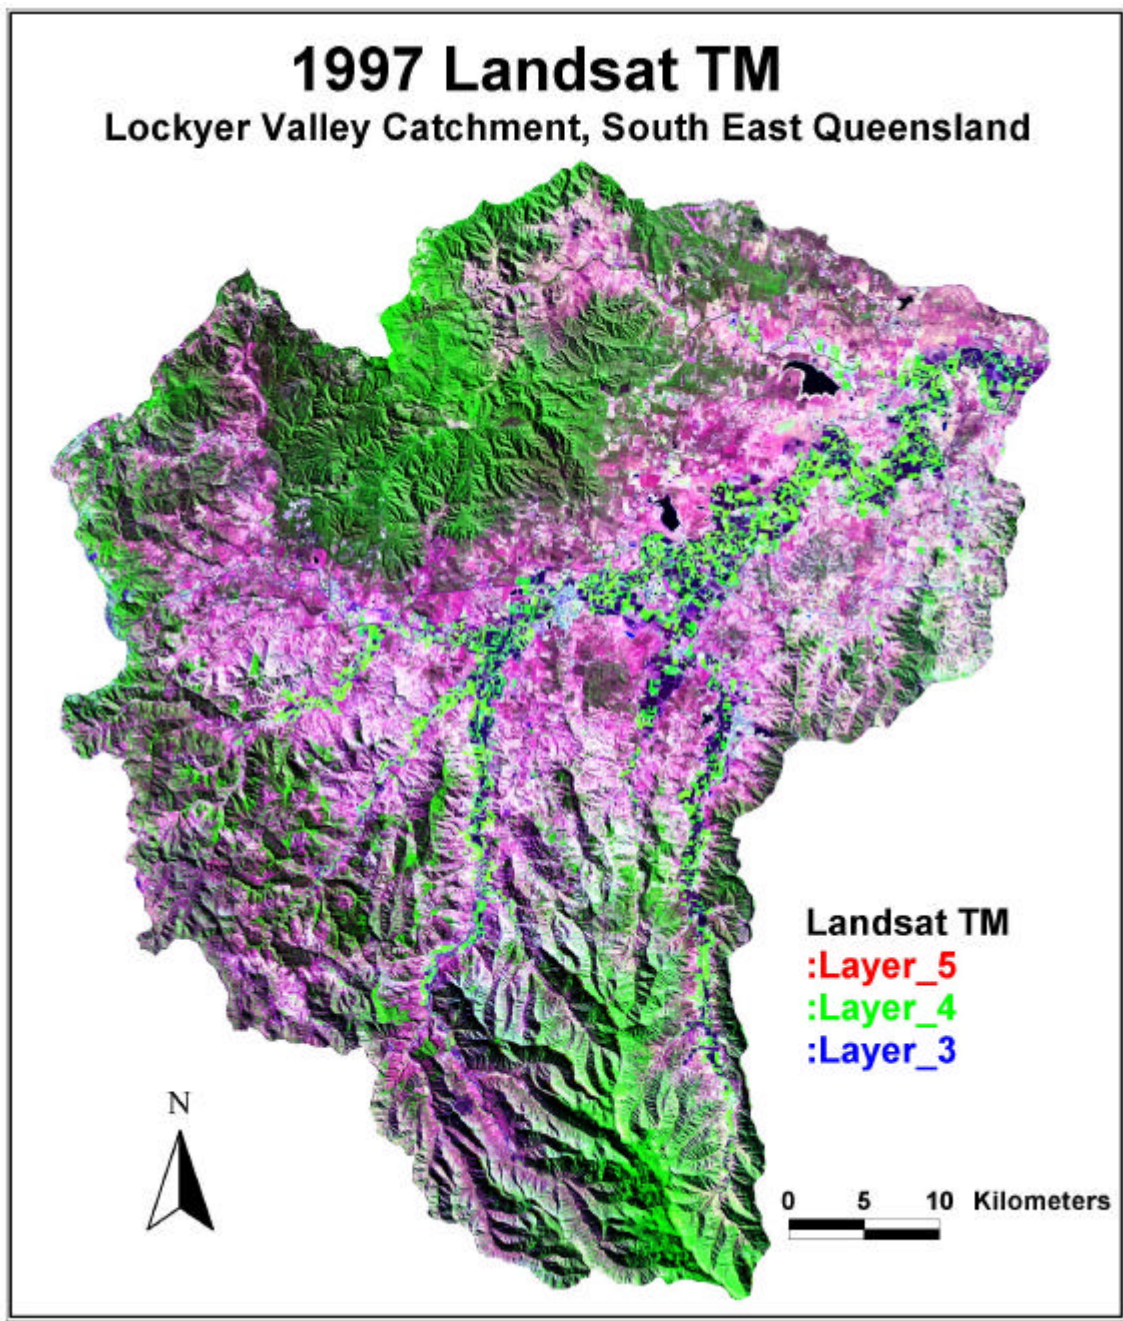 1997 Landsat TM
Lockyer Valley Catchment, South East Queensland
Landsat TM
:Layer_5
:Layer_4
:Layer_3
N
0 5 10 Kilometers